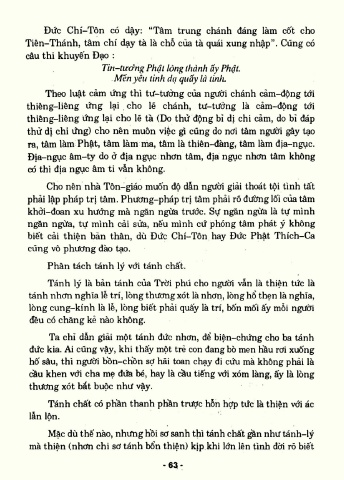 Đức Chí-Tôn có dạy: "Tâm trung chánh đáng làm cốt cho
Tiên-Thánh, tâm chí dạy tà là chỗ của tà quái xung nhập". Cũng có
câu thi khuyến Đạo :
Tin-tưởng Phật lòng thành ấy Phật.
Mến yêu tinh dạ quấy là tinh.
Theo luật cảm ứng thì tư-tưởng của người chánh cảm-động tới
thiêng-liêng ứng lại cho lẽ chánh, tư-tưởng tà cảm-động tới
thiêng-liêng ứng lại cho lẽ tà (Do thử động bỉ dị chi cảm, do bỉ đáp
thử dị chi ứng) cho nên muôn việc gì cũng do nơi tâm người gây tạo
ra, tâm làm Phật, tâm làm ma, tâm là thiên-đàng, tâm làm địa-ngục.
Địa-ngục âm-ty do ở địa ngục nhơn tâm, địa ngục nhơn tâm không
có thì địa ngục âm ti vẫn không.
Cho nên nhà Tôn-giáo muốn độ dẫn người giải thoát tội tình tất
phải lập pháp trị tâm. Phương-pháp trị tâm phải rõ đường lối của tâm
khởi-đoan xu hướng mà ngăn ngừa trước. Sự ngăn ngừa là tự mình
ngăn ngừa, tự mình cải sửa, nếu mình cứ phóng tâm phát ý không
biết cải thiện bản thân, dù Đức Chí-Tôn hay Đức Phật Thích-Ca
cũng vô phương đào tạo.
Phân tách tánh lý với tánh chất.
Tánh lý là bản tánh của Trời phú cho người vẫn là thiện tức là
tánh nhơn nghĩa lễ trí, lòng thương xót là nhơn, lòng hổ thẹn là nghĩa,
lòng cung-kính là lễ, lòng biết phải quấy là trí, bốn mối ấy mỗi người
đều có chăng kẻ nào không.
Ta chỉ dẫn giải một tánh đức nhơn, để biện-chứng cho ba tánh
đức kia. Ai cũng vậy, khi thấy một trẻ con đang bò men hầu rơi xuống
hố sâu, thì người bồn-chồn sợ hãi toan chạy đi cứu mà không phải là
cầu khen với cha mẹ đứa bé, hay là cầu tiếng với xóm làng, ấy là lòng
thương xót bắt buộc như vậy.
Tánh chất có phần thanh phần trược hỗn hợp tức là thiện với ác
lẫn lộn.
Mặc dù thế nào, nhưng hồi sơ sanh thì tánh chất gần như tánh-lý
mà thiện (nhơn chi sơ tánh bổn thiện) kịp khi lớn lên tình đời rõ biết
- 63 -